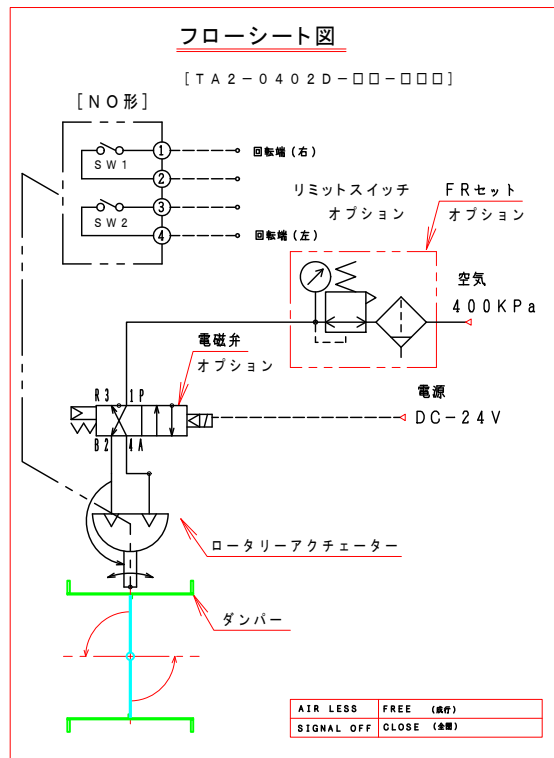 フローシート図
[TA2-0402D-□□-□□□]
[NO形]
SW1
SW2
1
2
3
4
回転端(右)
回転端(左)
リミットスイッチ
オプション
FRセット
オプション
空気
400KPa
電磁弁
オプション
R3 1P
B2 4A
電源
DC-24V
ロータリーアクチェーター
ダンパー
AIR LESS FREE
SIGNAL OFF CLOSE (全閉)